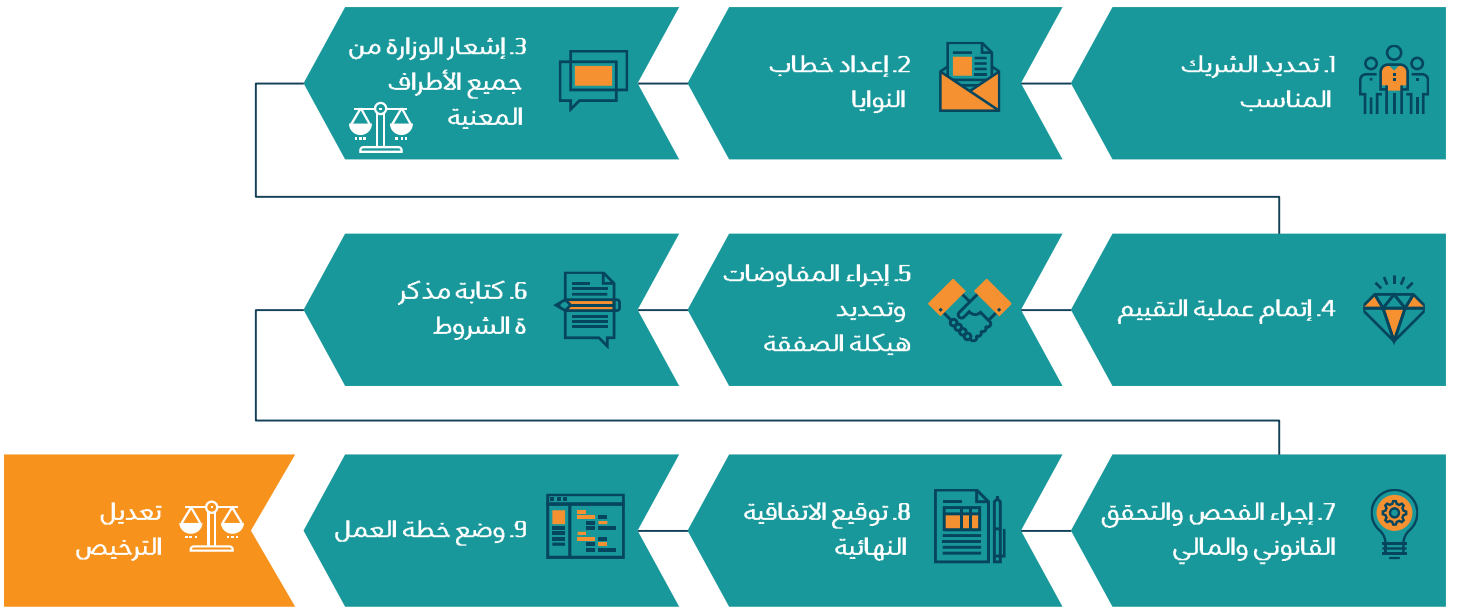 1. تحديد الشريك
المناسب
2. إعداد خطاب
النوايا
3. إشعار الوزارة من
جميع الأطراف
المعنية
4. إتمام عملية التقييم
5. إجراء المفاوضات
وتحديد
هيكلة الصفقة
6. كتابة مذكر
ة الشروط
7. إجراء الفحص والتحقق
القانوني والمالي
8. توقيع الاتفاقية
النهائية
9. وضع خطة العمل
تعديل
الترخيص